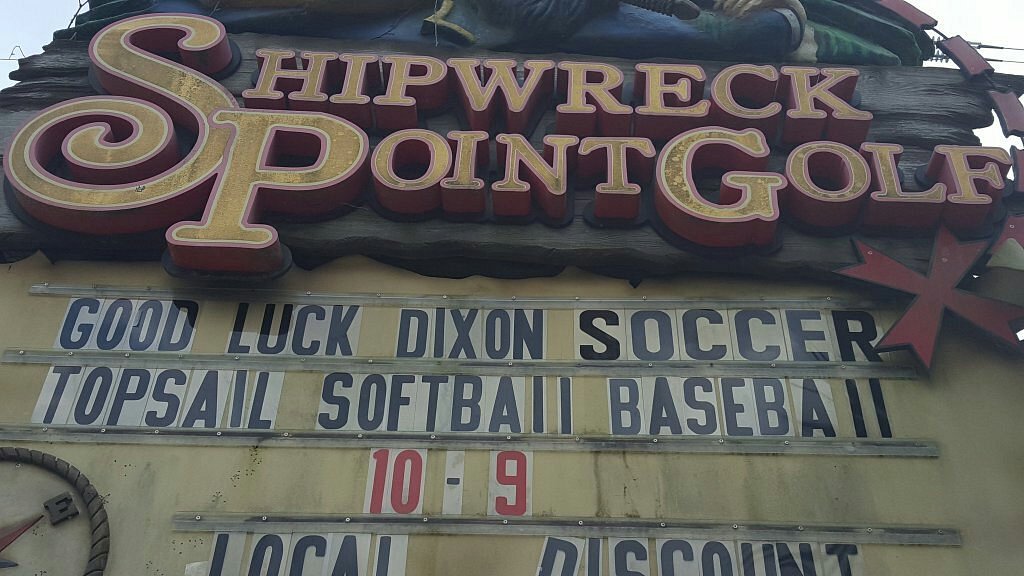 SHIPWRECK
POINT GOLF
GOOD LUCK DIXON SOCCER
TOPSAIL SOFTBAII BASEBAII
10-9
LOCAL DISCOUNT
E